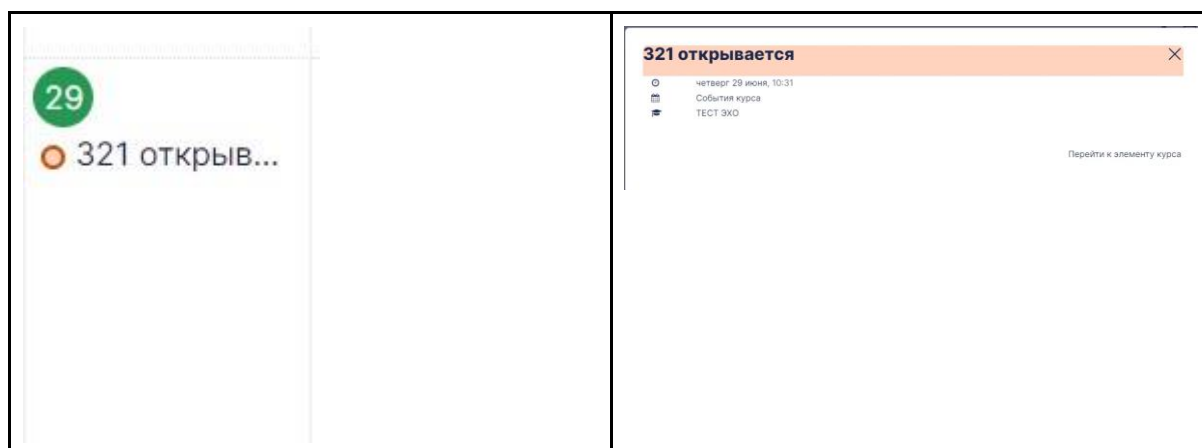 29
321 открыв...
321 открывается
четверг 29 июня, 10:31
События курса
ТЕСТ ЭХО
Перейти к элементу курса